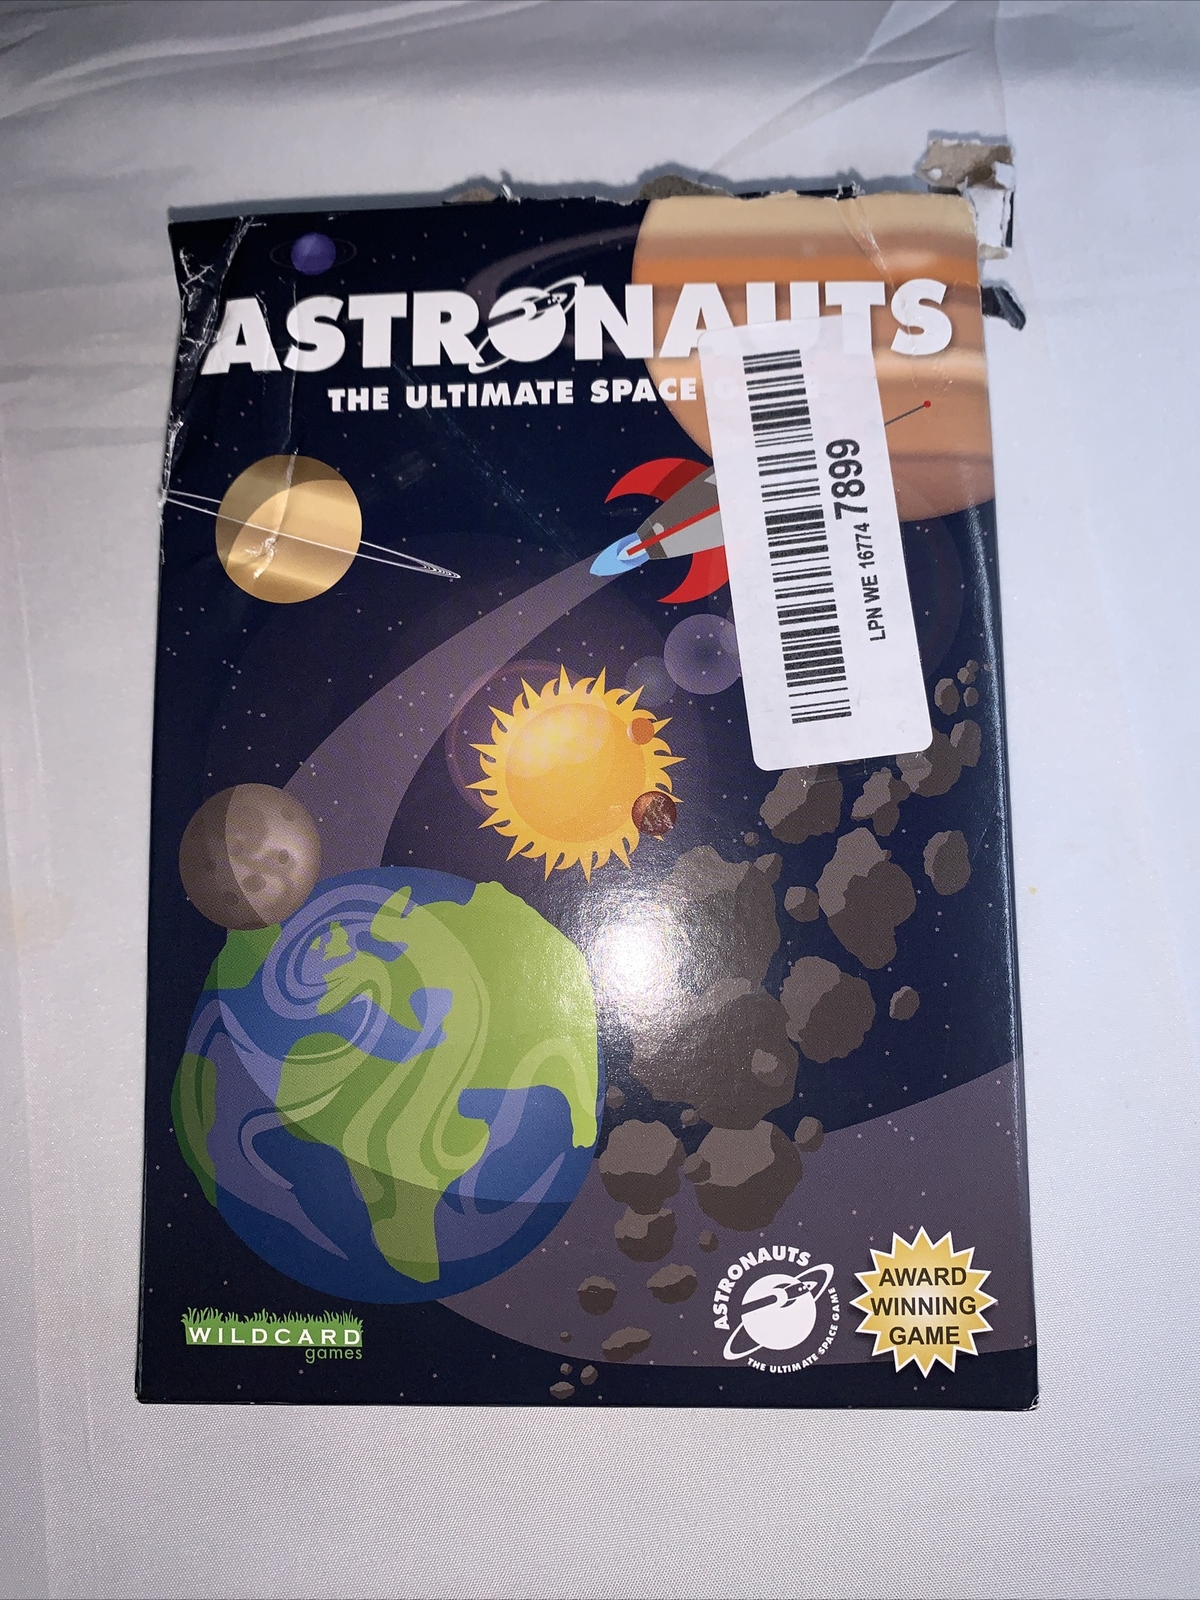 ASTRONAUTS
THE ULTIMATE SPACE
LPN WE 16774 7899
WILDCARD
games
ASTRONAUTS
THE ULTIMATE SPACE GAME
AWARD
WINNING
GAME